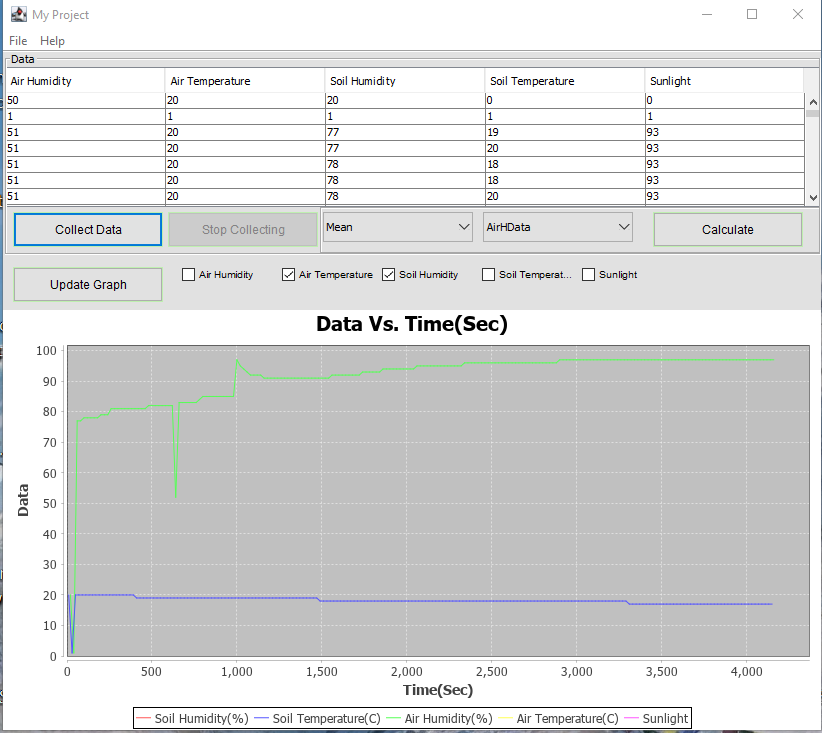 My Project
File Help
Data
Air Humidity Air Temperature Soil Humidity Soil Temperature Sunlight
50 20 20 0 0
1 1 1 1 1
51 20 77 19 93
51 20 77 20 93
51 20 78 18 93
51 20 78 18 93
51 20 78 20 93
Collect Data Stop Collecting Mean AirHData Calculate
Update Graph Air Humidity Air Temperature Soil Humidity Soil Temperat... Sunlight
Data Vs. Time(Sec)
100
90
80
70
60
50
40
30
20
10
0
Data
0 500 1,000 1,500 2,000 2,500 3,000 3,500 4,000
Time(Sec)
Soil Humidity(%) Soil Temperature(C) Air Humidity(%) Air Temperature(C) Sunlight